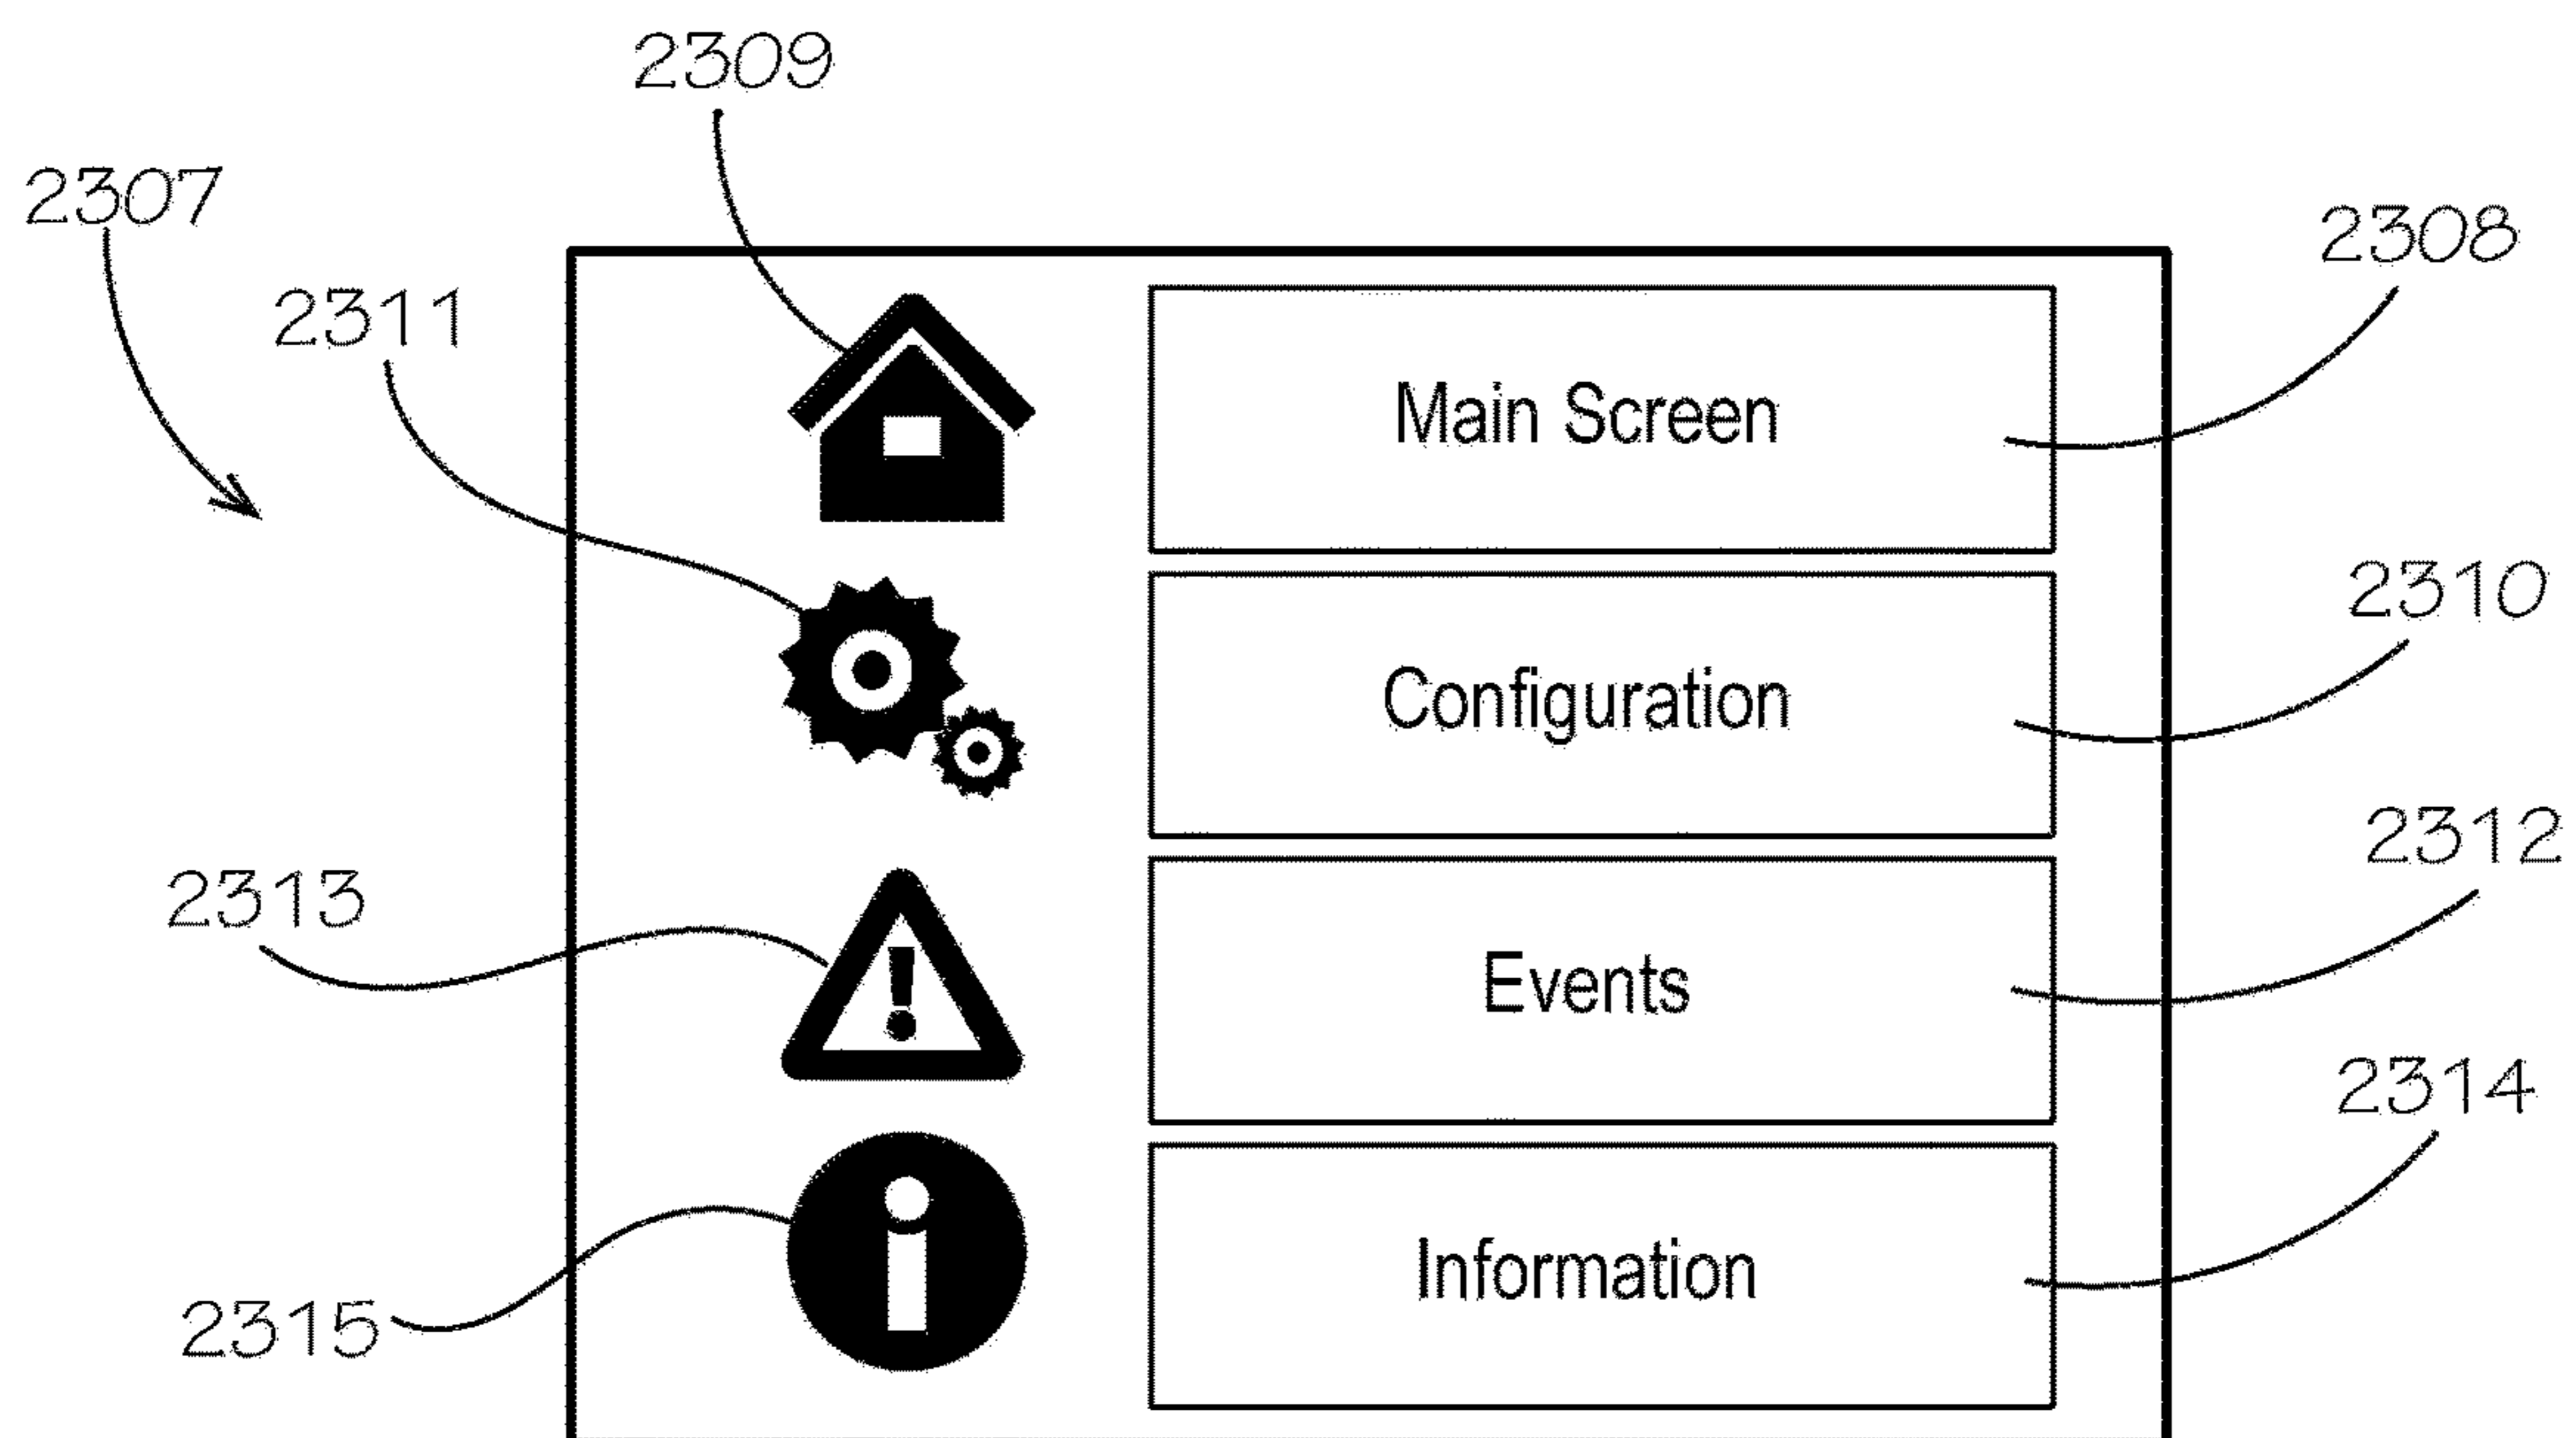 2309
2307
2308
2311
Main Screen
2310
Configuration
2312
2313
Events
2314
Information
2315